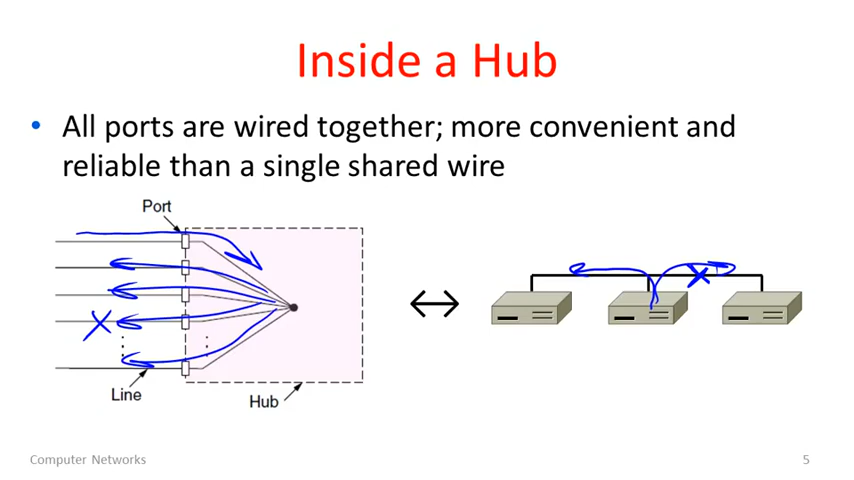 Inside a Hub
• All ports are wired together; more convenient and
reliable than a single shared wire
Port
Line
Hub
Computer Networks
5